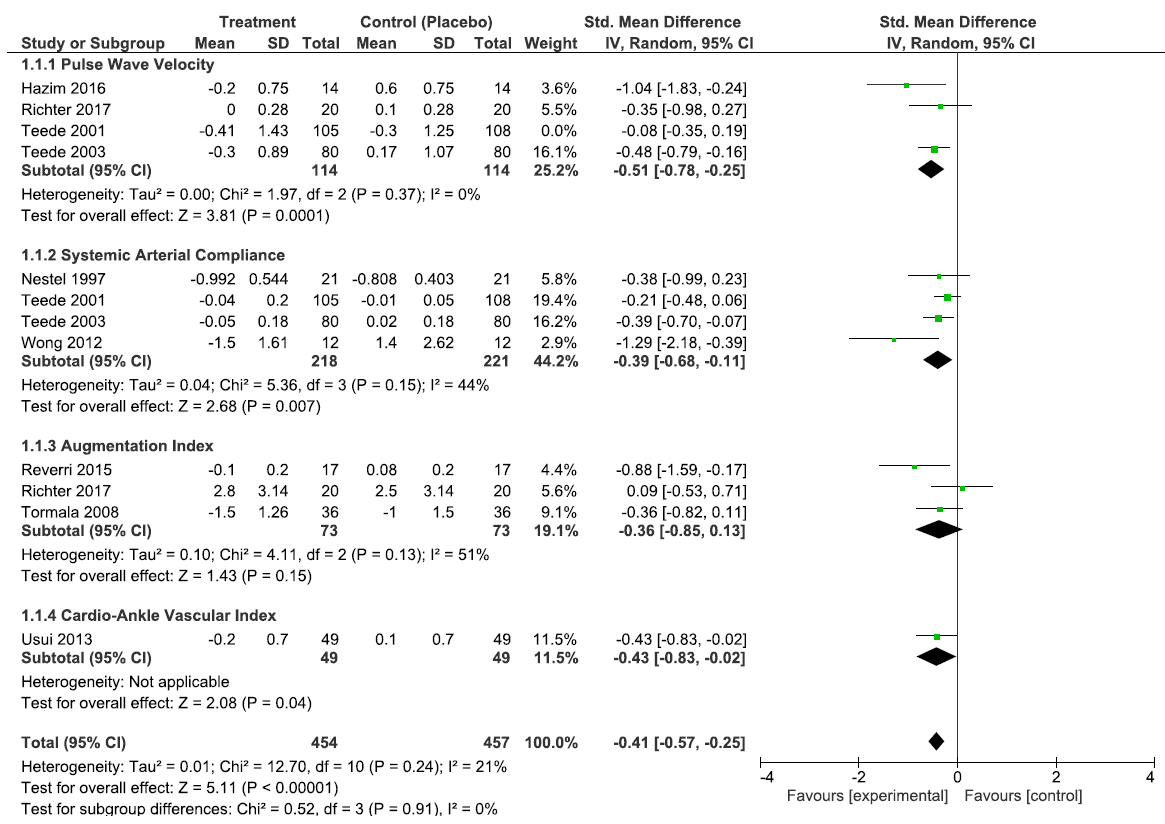 Treatment Control (Placebo) Std. Mean Difference Std. Mean Difference
Study or Subgroup Mean SD Total Mean SD Total Weight IV, Random, 95% CI IV, Random, 95% CI
1.1.1 Pulse Wave Velocity
Hazim 2016 -0.2 0.75 14 0.6 0.75 14 3.6% -1.04 [-1.83, -0.24]
Richter 2017 0 0.28 20 0.1 0.28 20 5.5% -0.35 [-0.98, 0.27]
Teede 2001 -0.41 1.43 105 -0.3 1.25 108 0.0% -0.08 [-0.35, 0.19]
Teede 2003 -0.3 0.89 80 0.17 1.07 80 16.1% -0.48 [-0.79, -0.16]
Subtotal (95% CI) 114 114 25.2% -0.51 [-0.78, -0.25]
Heterogeneity: Tau² = 0.00; Chi² = 1.97, df = 2 (P = 0.37); I² = 0%
Test for overall effect: Z = 3.81 (P = 0.0001)
1.1.2 Systemic Arterial Compliance
Nestel 1997 -0.992 0.544 21 -0.808 0.403 21 5.8% -0.38 [-0.99, 0.23]
Teede 2001 -0.04 0.2 105 -0.01 0.05 108 19.4% -0.21 [-0.48, 0.06]
Teede 2003 -0.05 0.18 80 0.02 0.18 80 16.2% -0.39 [-0.70, -0.07]
Wong 2012 -1.5 1.61 12 1.4 2.62 12 2.9% -1.29 [-2.18, -0.39]
Subtotal (95% CI) 218 221 44.2% -0.39 [-0.68, -0.11]
Heterogeneity: Tau² = 0.04; Chi² = 5.36, df = 3 (P = 0.15); I² = 44%
Test for overall effect: Z = 2.68 (P = 0.007)
1.1.3 Augmentation Index
Reverri 2015 -0.1 0.2 17 0.08 0.2 17 4.4% -0.88 [-1.59, -0.17]
Richter 2017 2.8 3.14 20 2.5 3.14 20 5.6% 0.09 [-0.53, 0.71]
Tormala 2008 -1.5 1.26 36 -1 1.5 36 9.1% -0.36 [-0.82, 0.11]
Subtotal (95% CI) 73 73 19.1% -0.36 [-0.85, 0.13]
Heterogeneity: Tau² = 0.10; Chi² = 4.11, df = 2 (P = 0.13); I² = 51%
Test for overall effect: Z = 1.43 (P = 0.15)
1.1.4 Cardio-Ankle Vascular Index
Usui 2013 -0.2 0.7 49 0.1 0.7 49 11.5% -0.43 [-0.83, -0.02]
Subtotal (95% CI) 49 49 11.5% -0.43 [-0.83, -0.02]
Heterogeneity: Not applicable
Test for overall effect: Z = 2.08 (P = 0.04)
Total (95% CI) 454 457 100.0% -0.41 [-0.57, -0.25]
Heterogeneity: Tau² = 0.01; Chi² = 12.70, df = 10 (P = 0.24); I² = 21%
Test for overall effect: Z = 5.11 (P < 0.00001)
Test for subgroup differences: Chi² = 0.52, df = 3 (P = 0.91), I² = 0%
-4 -2 0 2 4
Favours [experimental] Favours [control]